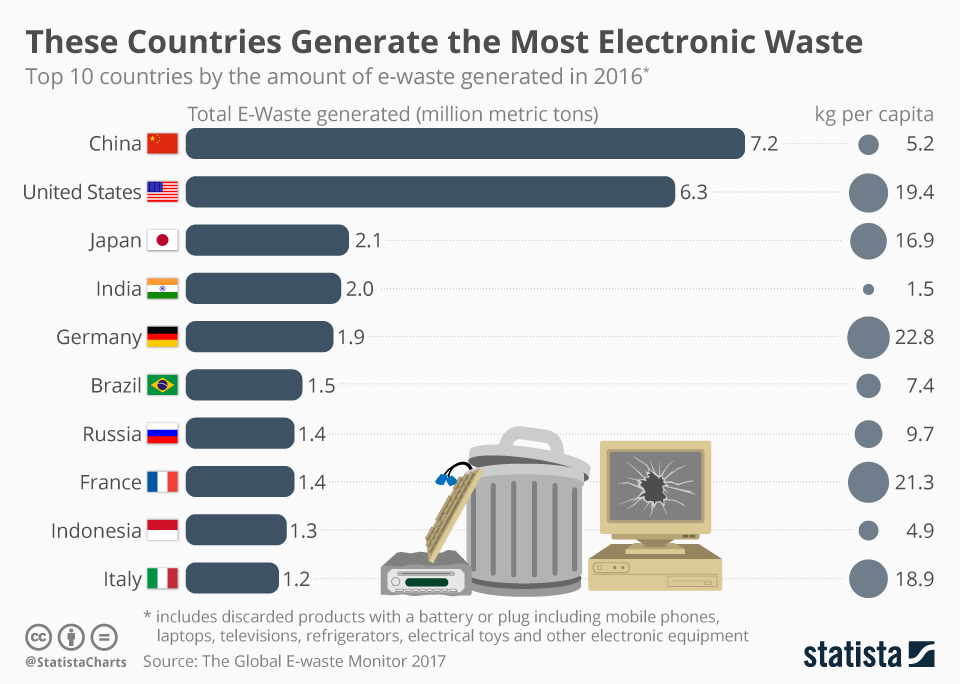 These Countries Generate the Most Electronic Waste
Top 10 countries by the amount of e-waste generated in 2016*
Total E-Waste generated (million metric tons) kg per capita
China 7.2 5.2
United States 6.3 19.4
Japan 2.1 16.9
India 2.0 1.5
Germany 1.9 22.8
Brazil 1.5 7.4
Russia 1.4 9.7
France 1.4 21.3
Indonesia 1.3 4.9
Italy 1.2 18.9
* includes discarded products with a battery or plug including mobile phones,
laptops, televisions, refrigerators, electrical toys and other electronic equipment
cc
@StatistaCharts Source: The Global E-waste Monitor 2017
statista